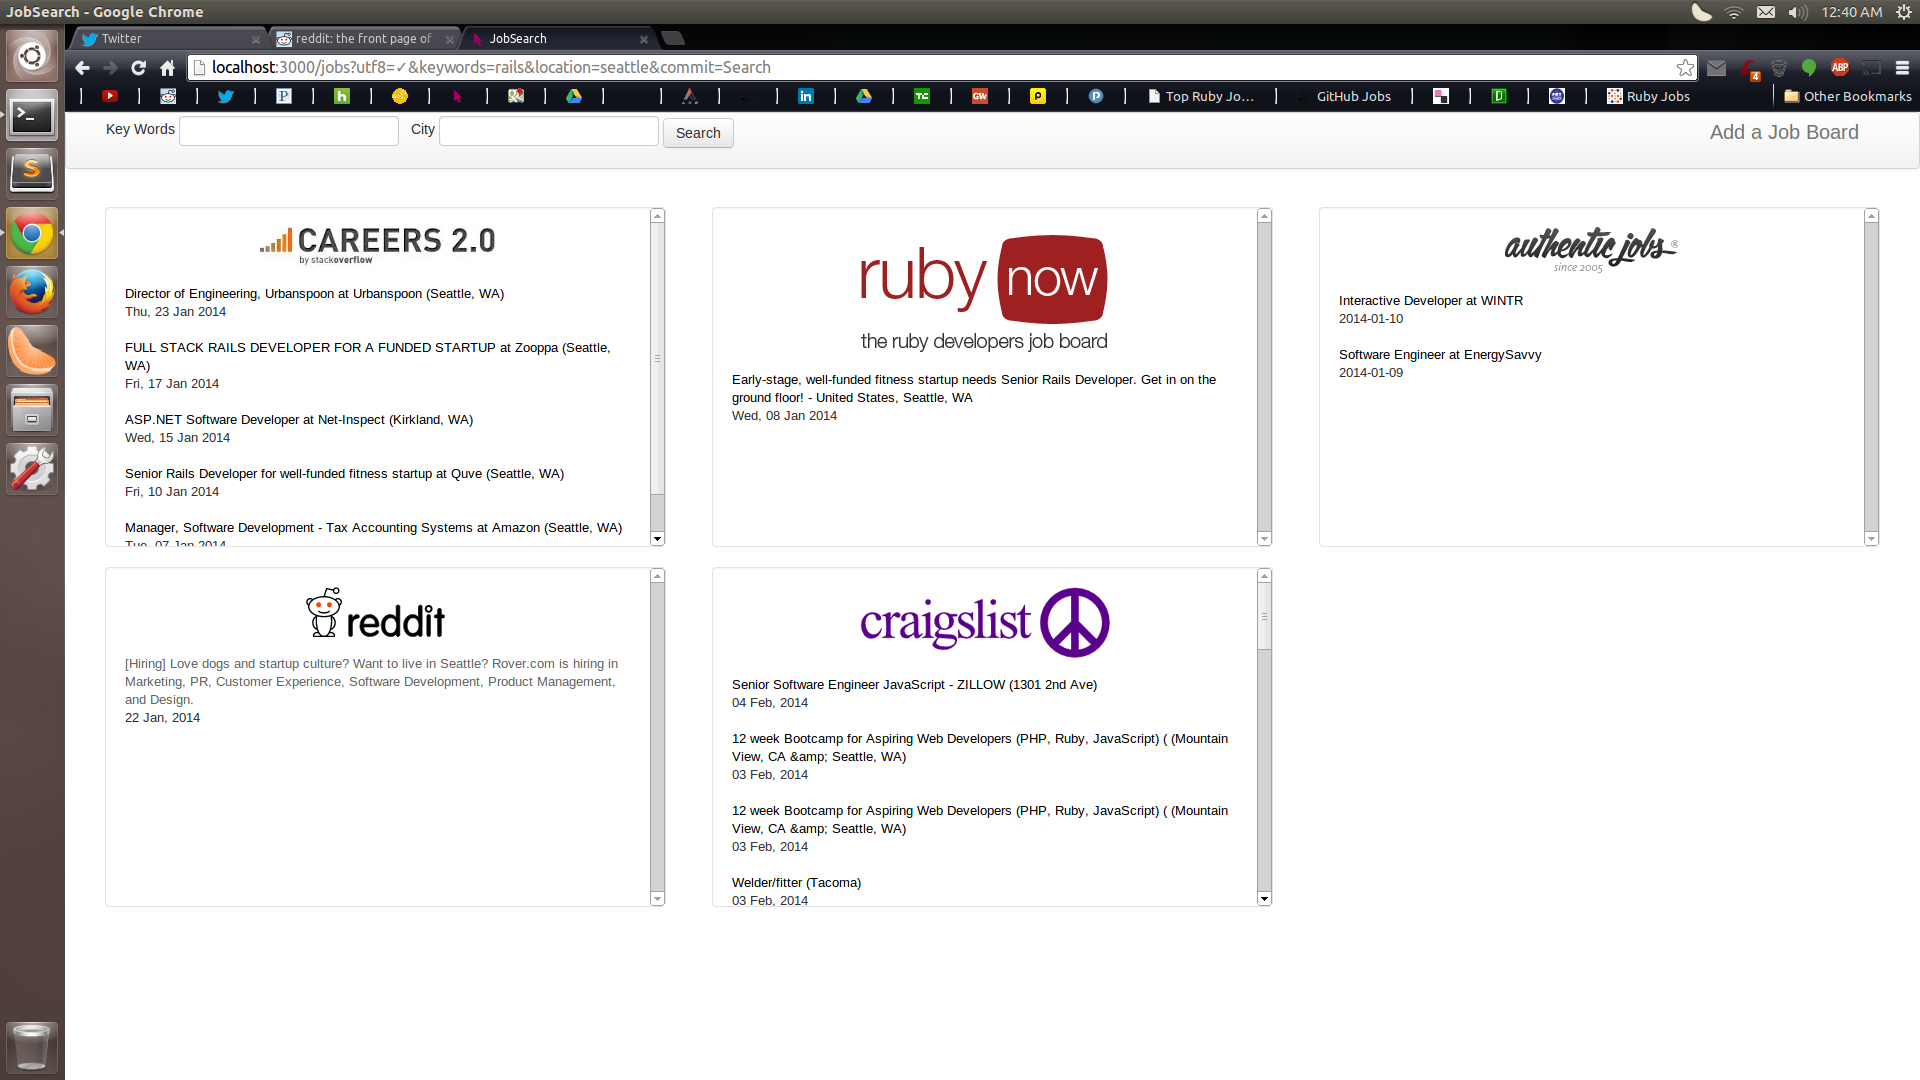 JobSearch - Google Chrome
12:40 AM
Twitter
reddit: the front page of
JobSearch
localhost:3000/jobs?utf8=✓&keywords=rails&location=seattle&commit=Search
4
ABP
P
h
in
TC
GW
Top Ruby Jo...
GitHub Jobs
Ruby Jobs
Other Bookmarks
Key Words
City
Search
Add a Job Board
CAREERS 2.0
by stackoverflow
Director of Engineering, Urbanspoon at Urbanspoon (Seattle, WA)
Thu, 23 Jan 2014
FULL STACK RAILS DEVELOPER FOR A FUNDED STARTUP at Zooppa (Seattle,
WA)
Fri, 17 Jan 2014
ASP.NET Software Developer at Net-Inspect (Kirkland, WA)
Wed, 15 Jan 2014
Senior Rails Developer for well-funded fitness startup at Quve (Seattle, WA)
Fri, 10 Jan 2014
Manager, Software Development - Tax Accounting Systems at Amazon (Seattle, WA)
Tue, 07 Jan 2014
ruby now
the ruby developers job board
Early-stage, well-funded fitness startup needs Senior Rails Developer. Get in on the
ground floor! - United States, Seattle, WA
Wed, 08 Jan 2014
authentic jobs ®
since 2005
Interactive Developer at WINTR
2014-01-10
Software Engineer at EnergySavvy
2014-01-09
reddit
[Hiring] Love dogs and startup culture? Want to live in Seattle? Rover.com is hiring in
Marketing, PR, Customer Experience, Software Development, Product Management,
and Design.
22 Jan, 2014
craigslist
Senior Software Engineer JavaScript - ZILLOW (1301 2nd Ave)
04 Feb, 2014
12 week Bootcamp for Aspiring Web Developers (PHP, Ruby, JavaScript) ( (Mountain
View, CA &amp; Seattle, WA)
03 Feb, 2014
12 week Bootcamp for Aspiring Web Developers (PHP, Ruby, JavaScript) ( (Mountain
View, CA &amp; Seattle, WA)
03 Feb, 2014
Welder/fitter (Tacoma)
03 Feb, 2014